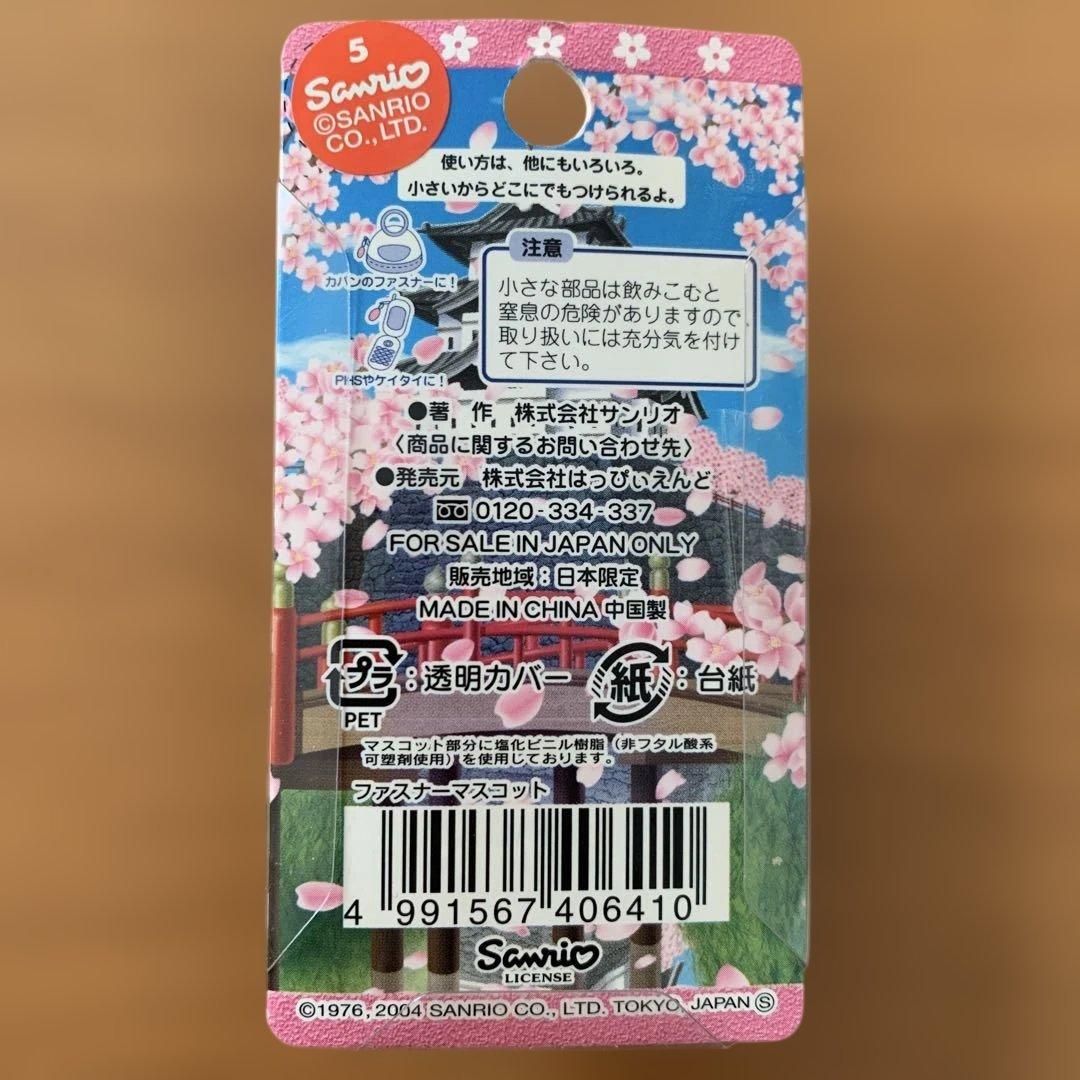 5
Sanrio
©SANRIO
CO.,LTD.
使い方は、他にもいろいろ。
小さいからどこにでもつけられるよ。
カバンのファスナーに!
PHSやケイタイに!
注意
小さな部品は飲みこむと
窒息の危険がありますので
取り扱いには充分気を付け
て下さい。
●著 作 株式会社サンリオ
〈商品に関するお問い合わせ先〉
●発売元 株式会社はっぴぃえんど
0120-334-337
FOR SALE IN JAPAN ONLY
販売地域:日本限定
MADE IN CHINA 中国製
プラ:透明カバー 紙:台紙
PET
マスコット部分に塩化ビニル樹脂(非フタル酸系
可塑剤使用)を使用しております。
ファスナーマスコット
4 991567 406410
Sanrio
LICENSE
©1976, 2004 SANRIO CO., LTD. TOKYO, JAPAN Ⓢ